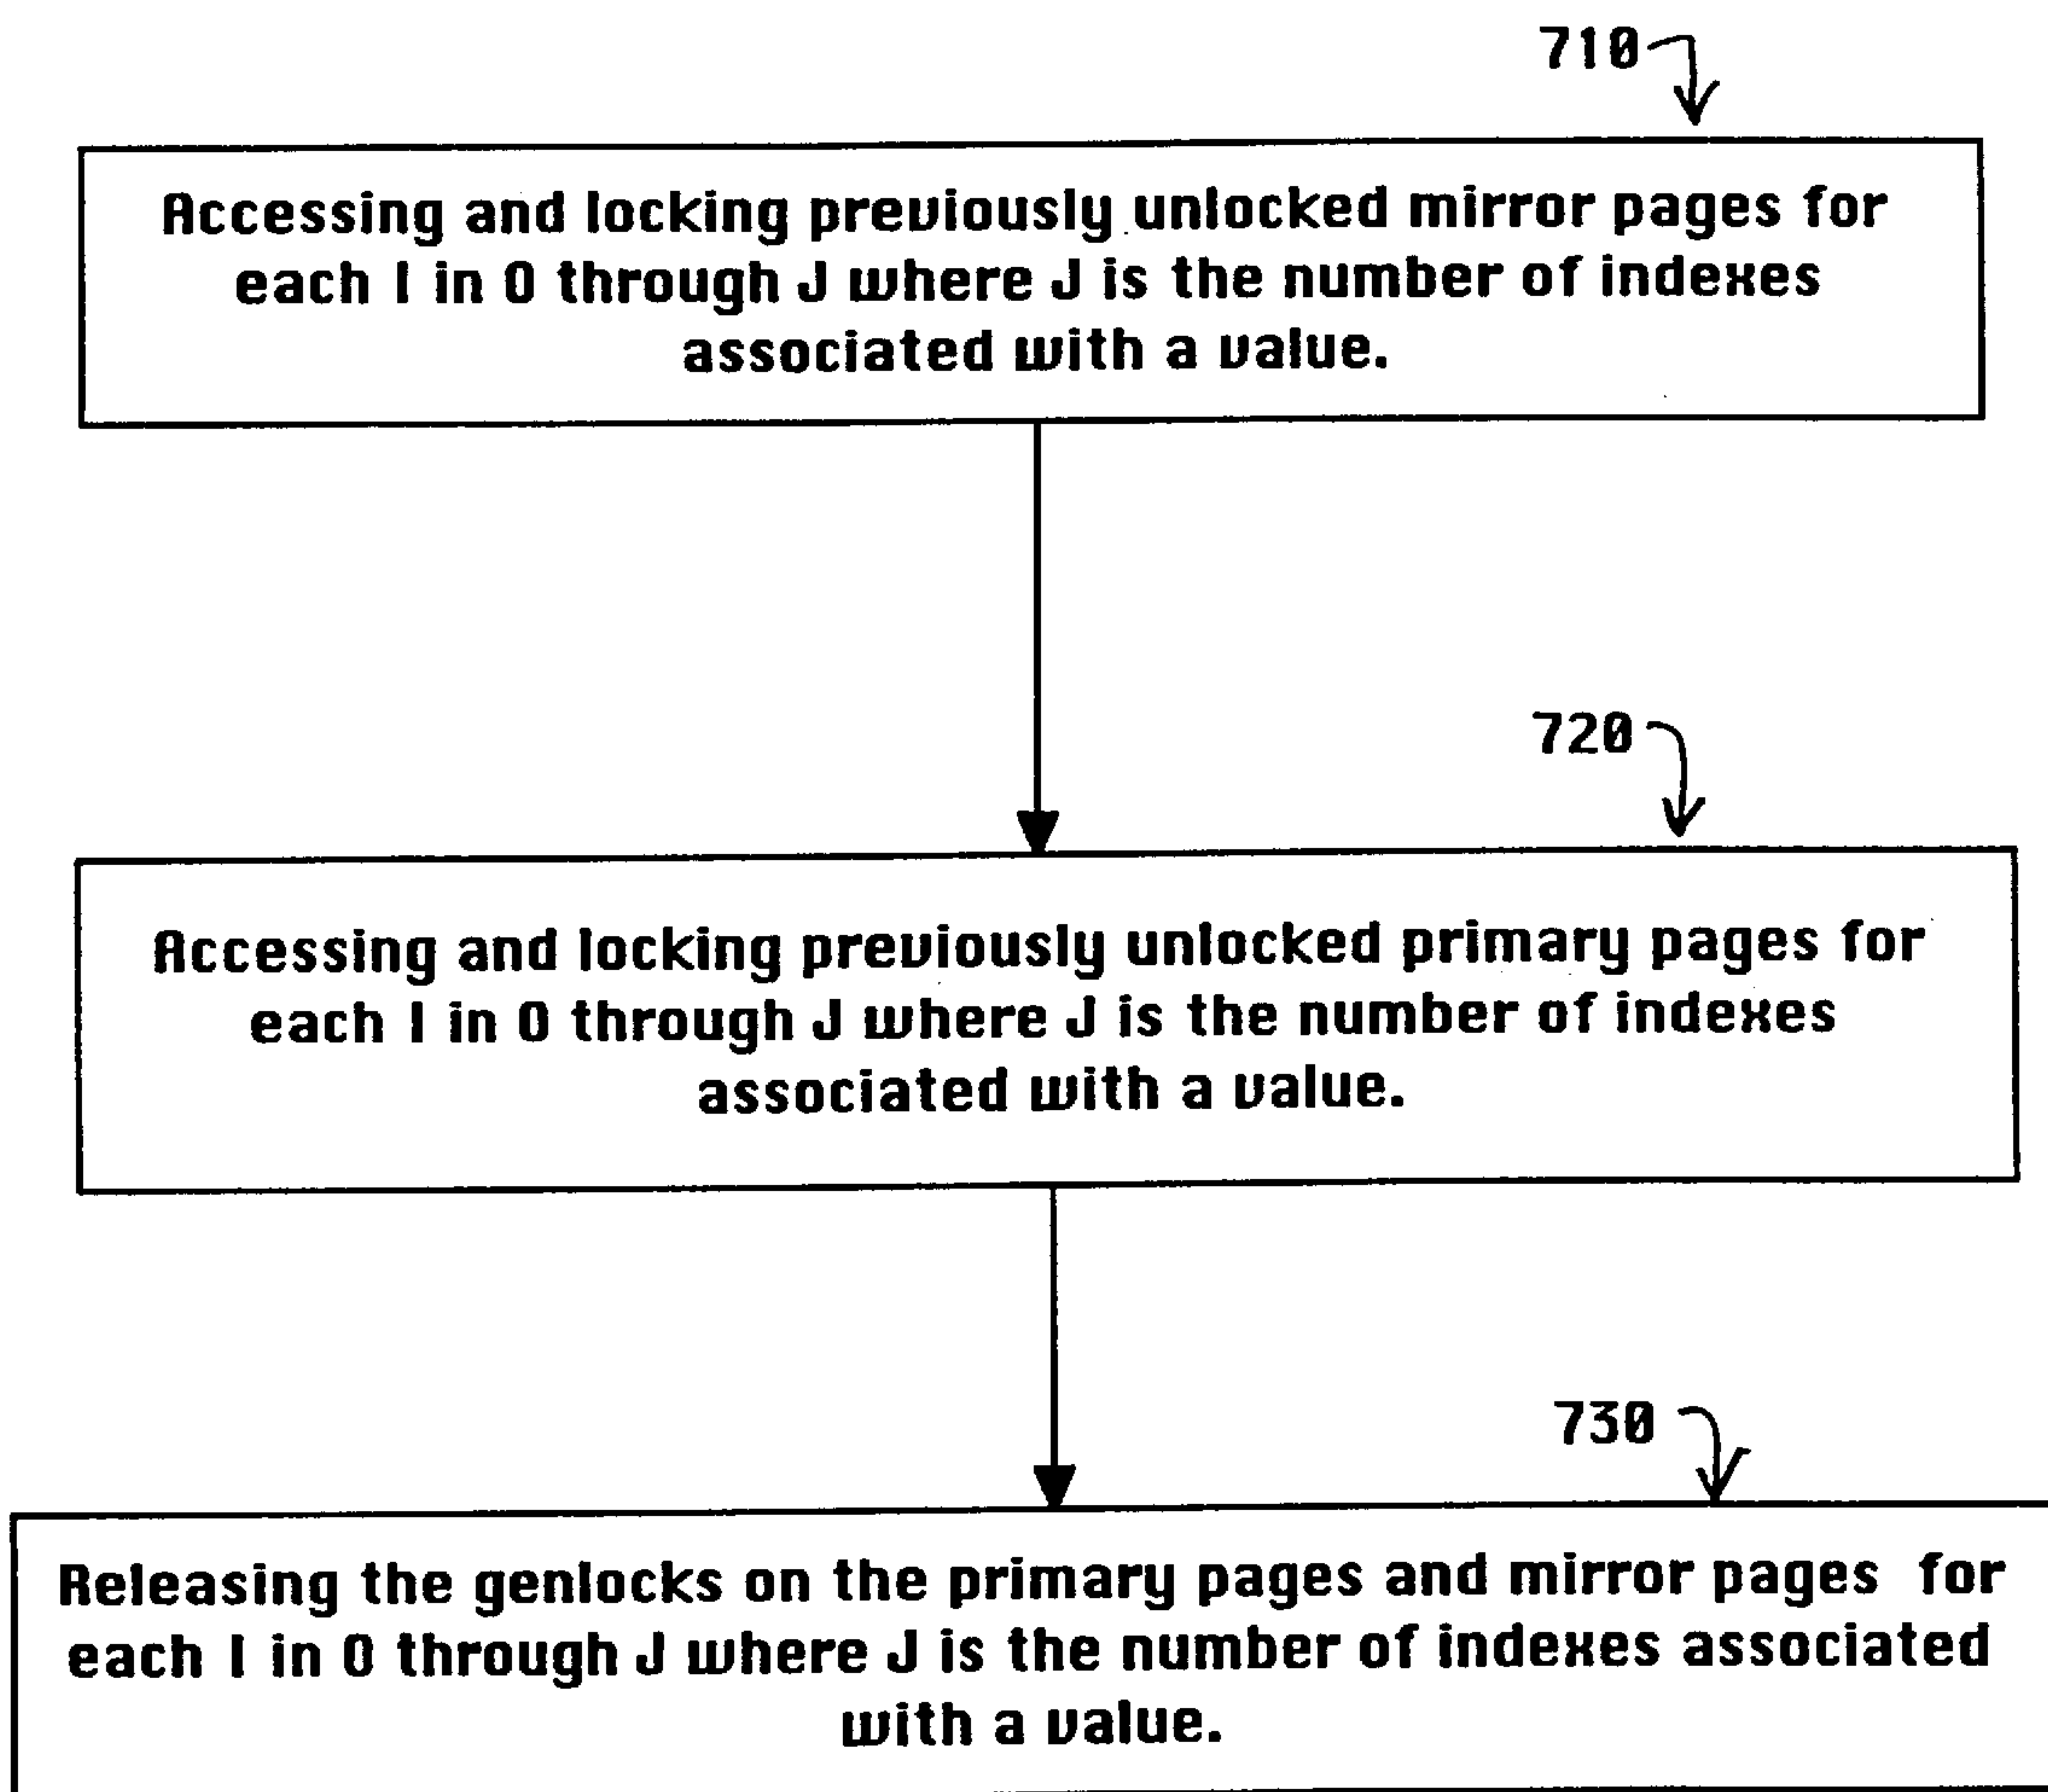 710
Accessing and locking previously unlocked mirror pages for
each I in 0 through J where J is the number of indexes
associated with a value.
720
Accessing and locking previously unlocked primary pages for
each I in 0 through J where J is the number of indexes
associated with a value.
730
Releasing the genlocks on the primary pages and mirror pages for
each I in 0 through J where J is the number of indexes associated
with a value.